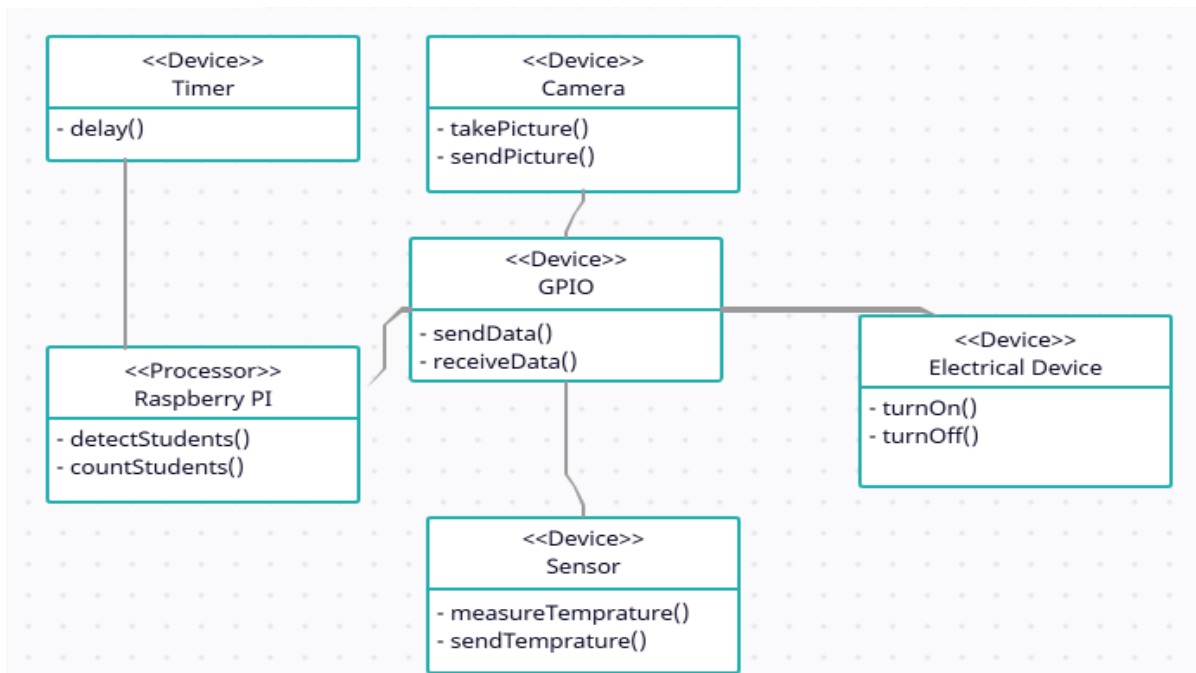 <<Device>>
Timer
- delay()
<<Device>>
Camera
- takePicture()
- sendPicture()
<<Device>>
GPIO
- sendData()
- receiveData()
<<Device>>
Electrical Device
- turnOn()
- turnOff()
<<Processor>>
Raspberry PI
- detectStudents()
- countStudents()
<<Device>>
Sensor
- measureTemprature()
- sendTemprature()